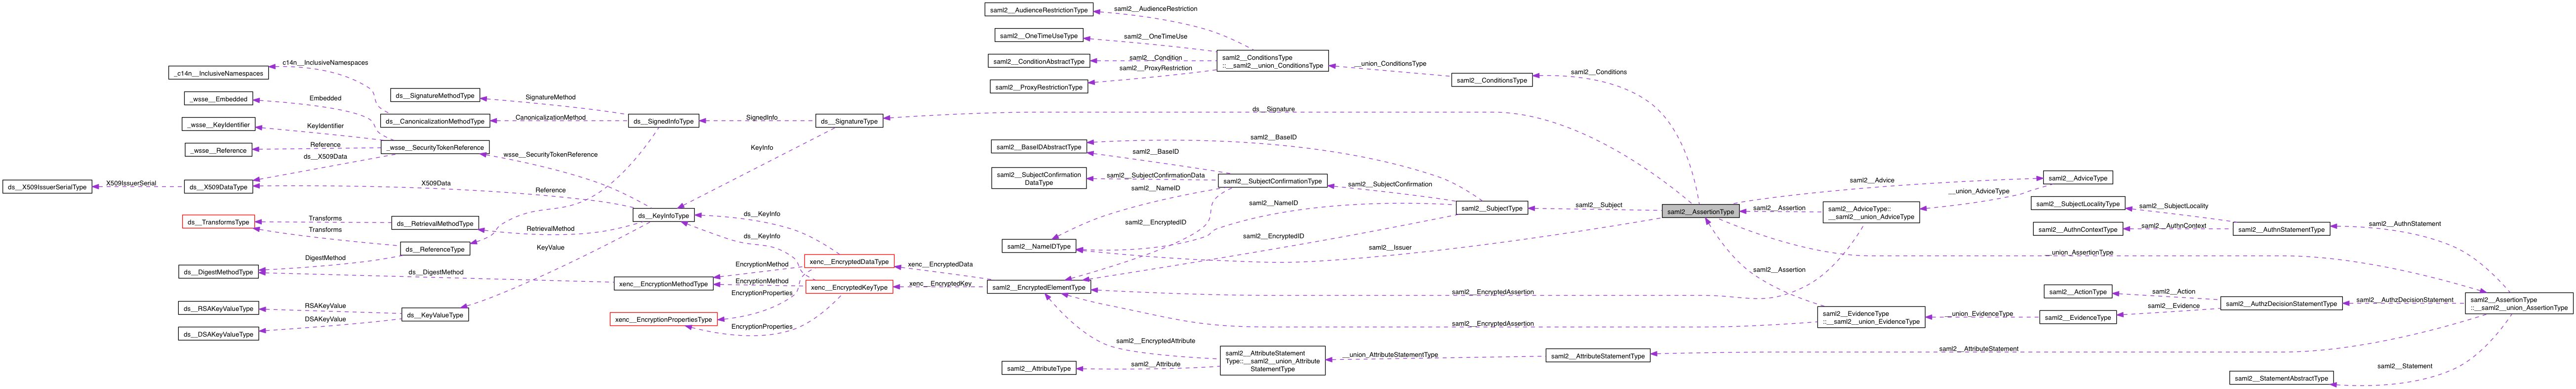 saml2__AudienceRestrictionType
saml2__AudienceRestriction
saml2__OneTimeUseType
saml2__OneTimeUse
saml2__ConditionAbstractType
saml2__Condition
saml2__ProxyRestrictionType
saml2__ProxyRestriction
saml2__ConditionsType
::__saml2__union_ConditionsType
__union_ConditionsType
saml2__ConditionsType
saml2__Conditions
_c14n__InclusiveNamespaces
c14n__InclusiveNamespaces
_wsse__Embedded
Embedded
_wsse__KeyIdentifier
KeyIdentifier
_wsse__Reference
Reference
ds__X509Data
ds__X509IssuerSerialType
X509IssuerSerial
ds__X509DataType
X509Data
ds__SignatureMethodType
SignatureMethod
ds__CanonicalizationMethodType
CanonicalizationMethod
_wsse__SecurityTokenReference
_wsse__SecurityTokenReference
ds__SignedInfoType
SignedInfo
ds__SignatureType
ds__Signature
KeyInfo
Reference
ds__TransformsType
Transforms
Transforms
ds__RetrievalMethodType
RetrievalMethod
ds__ReferenceType
ds__KeyInfoType
ds__KeyInfo
ds__KeyInfo
KeyValue
ds__DigestMethodType
DigestMethod
ds__DigestMethod
ds__RSAKeyValueType
RSAKeyValue
ds__DSAKeyValueType
DSAKeyValue
ds__KeyValueType
xenc__EncryptionMethodType
EncryptionMethod
EncryptionMethod
EncryptionProperties
xenc__EncryptionPropertiesType
EncryptionProperties
xenc__EncryptedDataType
xenc__EncryptedData
xenc__EncryptedKeyType
xenc__EncryptedKey
saml2__BaseIDAbstractType
saml2__BaseID
saml2__BaseID
saml2__SubjectConfirmation
DataType
saml2__SubjectConfirmationData
saml2__SubjectConfirmationType
saml2__SubjectConfirmation
saml2__NameID
saml2__NameID
saml2__EncryptedID
saml2__EncryptedID
saml2__NameIDType
saml2__Issuer
saml2__SubjectType
saml2__Subject
saml2__EncryptedElementType
saml2__EncryptedAssertion
saml2__EncryptedAssertion
saml2__EncryptedAttribute
saml2__AttributeType
saml2__Attribute
saml2__AttributeStatement
Type::__saml2__union_Attribute
StatementType
__union_AttributeStatementType
saml2__AttributeStatementType
saml2__AttributeStatement
saml2__AssertionType
saml2__Assertion
saml2__Assertion
saml2__Advice
saml2__AdviceType::
__saml2__union_AdviceType
__union_AdviceType
saml2__AdviceType
saml2__SubjectLocalityType
saml2__SubjectLocality
saml2__AuthnContextType
saml2__AuthnContext
saml2__AuthnStatementType
saml2__AuthnStatement
__union_AssertionType
saml2__ActionType
saml2__Action
saml2__Evidence
saml2__EvidenceType
__union_EvidenceType
saml2__EvidenceType
::__saml2__union_EvidenceType
saml2__AuthzDecisionStatementType
saml2__AuthzDecisionStatement
saml2__AssertionType
::__saml2__union_AssertionType
saml2__StatementAbstractType
saml2__Statement